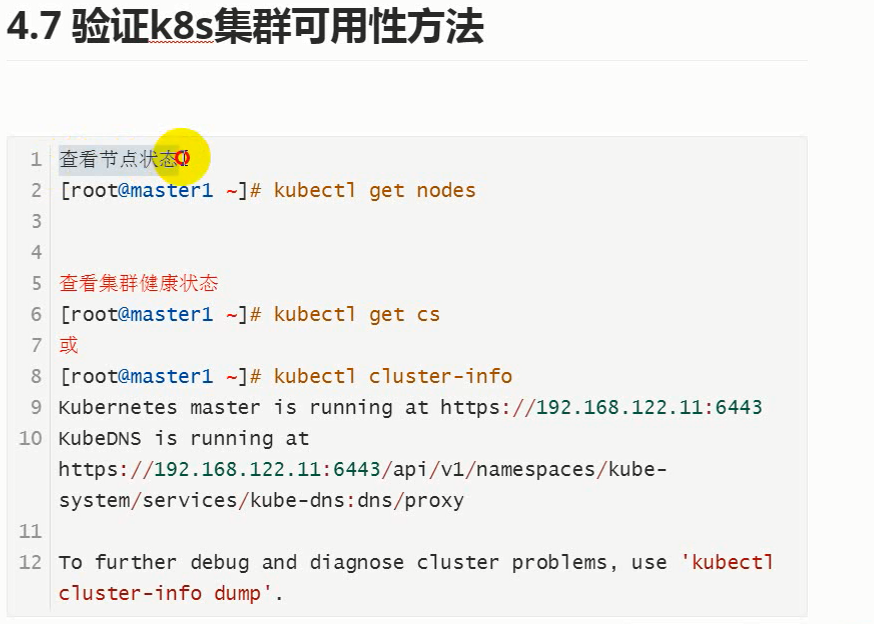 4.7 验证k8s集群可用性方法
1 查看节点状态
2 [root@master1 ~]# kubectl get nodes
3
4
5 查看集群健康状态
6 [root@master1 ~]# kubectl get cs
7 或
8 [root@master1 ~]# kubectl cluster-info
9 Kubernetes master is running at https://192.168.122.11:6443
10 KubeDNS is running at
https://192.168.122.11:6443/api/v1/namespaces/kube-
system/services/kube-dns:dns/proxy
11
12 To further debug and diagnose cluster problems, use 'kubectl
cluster-info dump'.